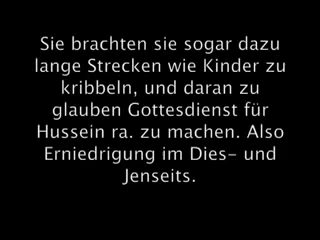 Sie brachten sie sogar dazu
lange Strecken wie Kinder zu
kribbeln, und daran zu
glauben Gottesdienst für
Hussein ra. zu machen. Also
Erniedrigung im Dies- und
Jenseits.